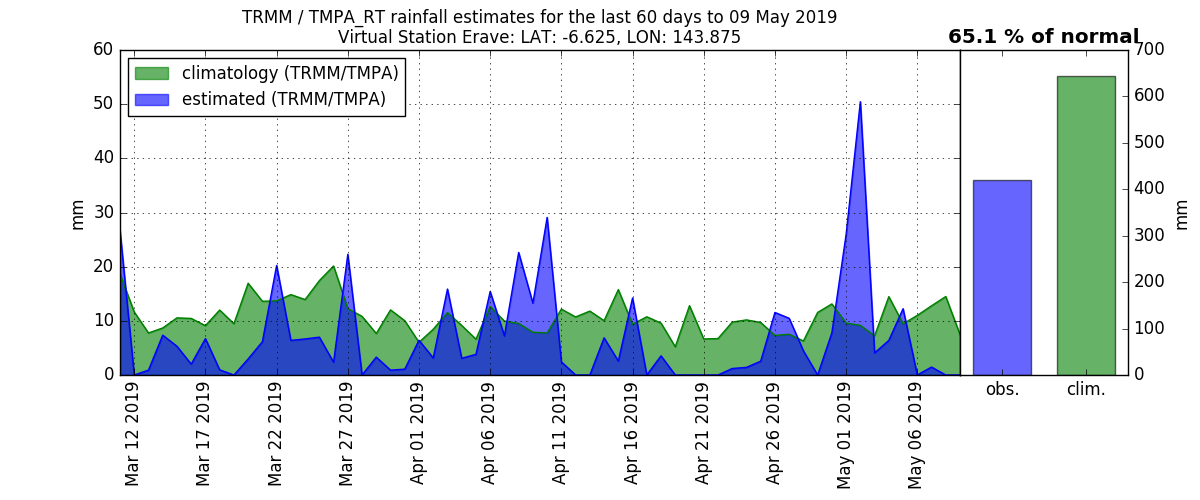 TRMM / TMPA_RT rainfall estimates for the last 60 days to 09 May 2019
Virtual Station Erave: LAT: -6.625, LON: 143.875
65.1 % of normal
climatology (TRMM/TMPA)
estimated (TRMM/TMPA)
mm
60
50
40
30
20
10
0
Mar 12 2019
Mar 17 2019
Mar 22 2019
Mar 27 2019
Apr 01 2019
Apr 06 2019
Apr 11 2019
Apr 16 2019
Apr 21 2019
Apr 26 2019
May 01 2019
May 06 2019
obs.
clim.
700
600
500
400
300
200
100
0
mm